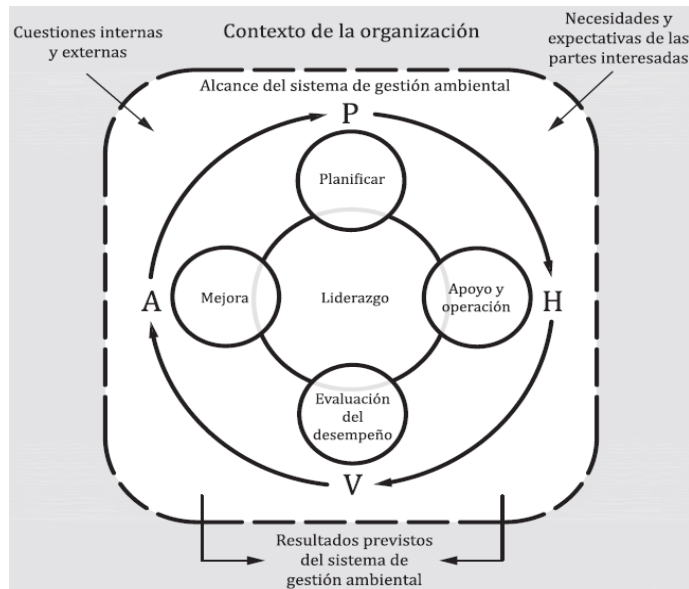 Cuestiones internas
y externas
Contexto de la organización
Necesidades y
expectativas de las
partes interesadas
Alcance del sistema de gestión ambiental
P
Planificar
A
Mejora
Liderazgo
Apoyo y
operación
H
Evaluación
del
desempeño
V
Resultados previstos
del sistema de
gestión ambiental